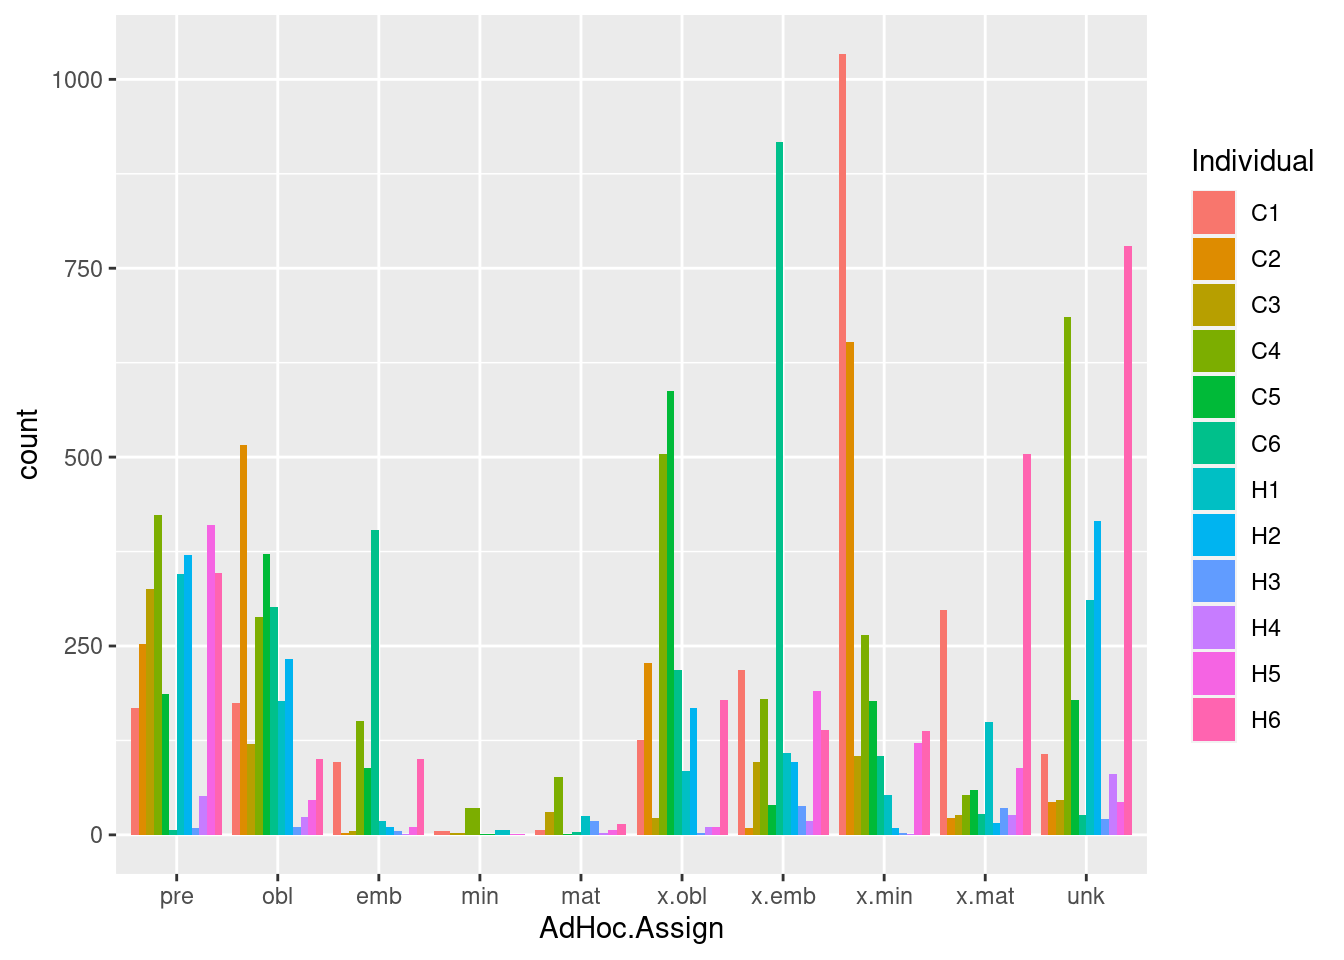 1000
750
500
250
0
count
pre obl emb min mat x.obl x.emb x.min x.mat unk
AdHoc.Assign
Individual
C1
C2
C3
C4
C5
C6
H1
H2
H3
H4
H5
H6